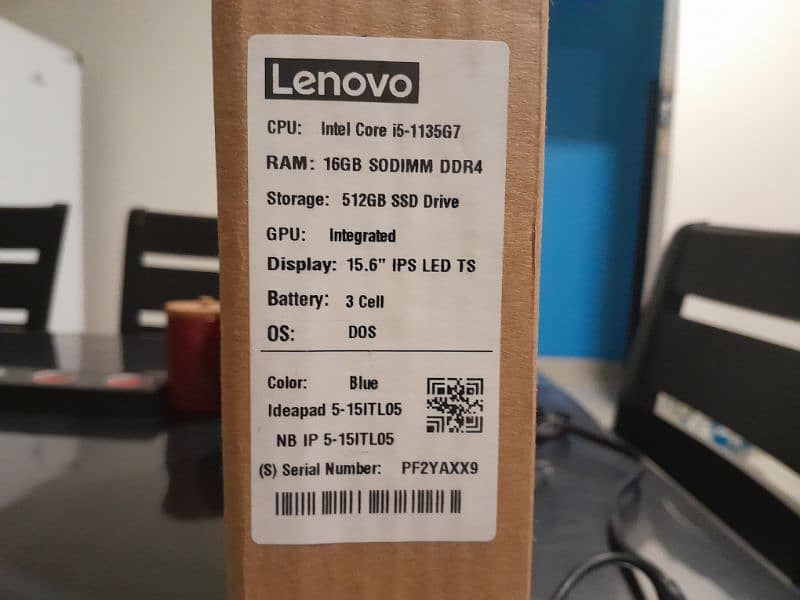 Lenovo
CPU: Intel Core i5-1135G7
RAM: 16GB SODIMM DDR4
Storage: 512GB SSD Drive
GPU: Integrated
Display: 15.6" IPS LED TS
Battery: 3 Cell
OS: DOS
Color: Blue
Ideapad 5-15ITL05
NB IP 5-15ITL05
(S) Serial Number: PF2YAXX9